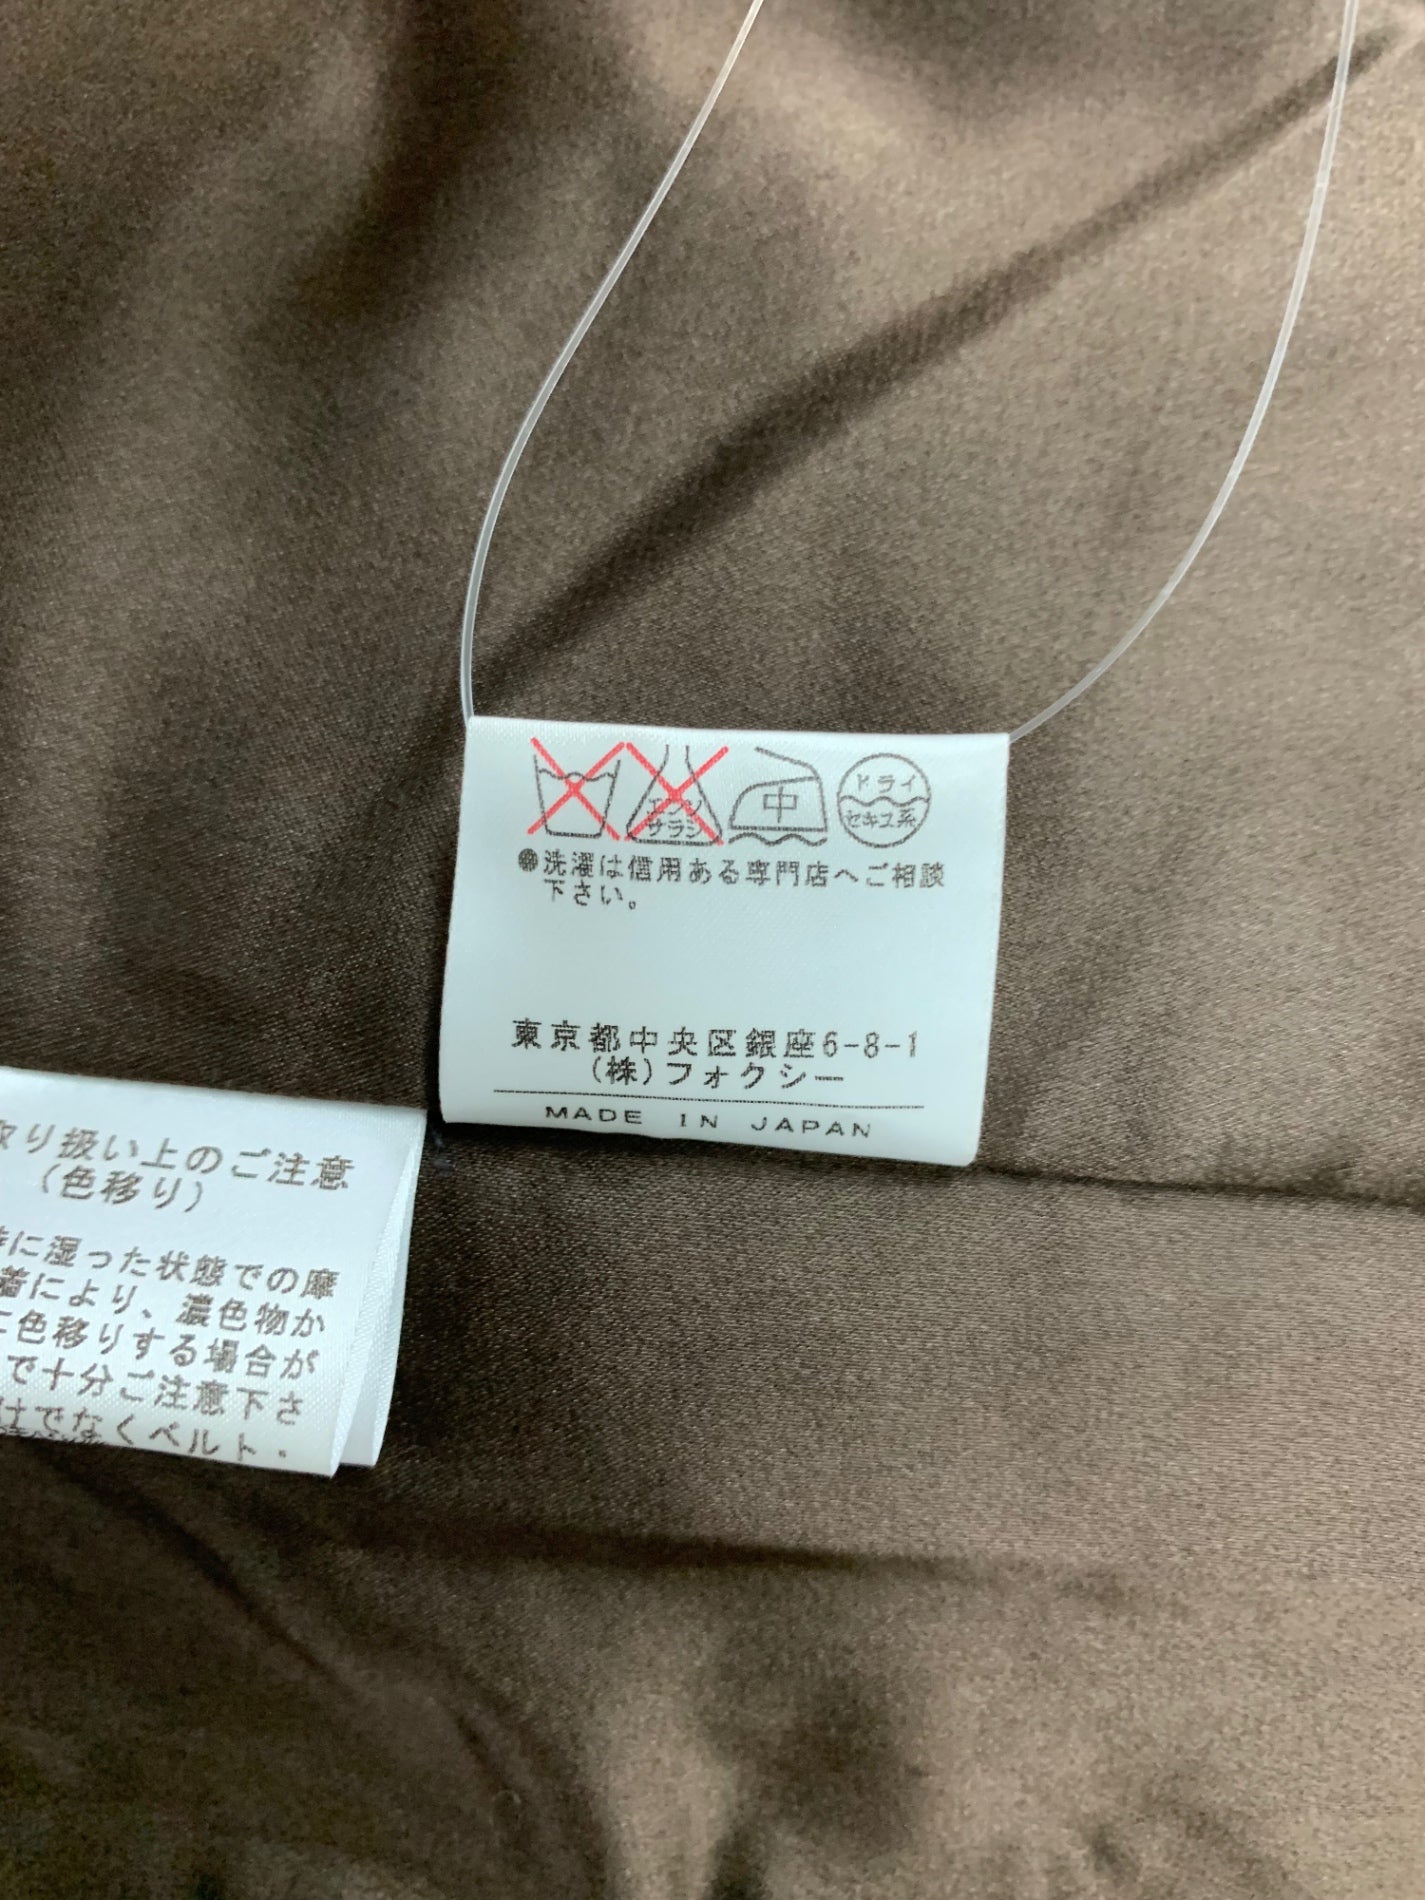 エンソ
サラシ
中
ドライ
セキユ系
●洗濯は信用ある専門店へご相談
下さい。
東京都中央区銀座6-8-1
(株)フォクシー
MADE IN JAPAN
取り扱い上のご注意
(色移り)
に湿った状態での摩
着により、濃色物か
に色移りする場合が
で十分ご注意下さ
けでなくベルト・